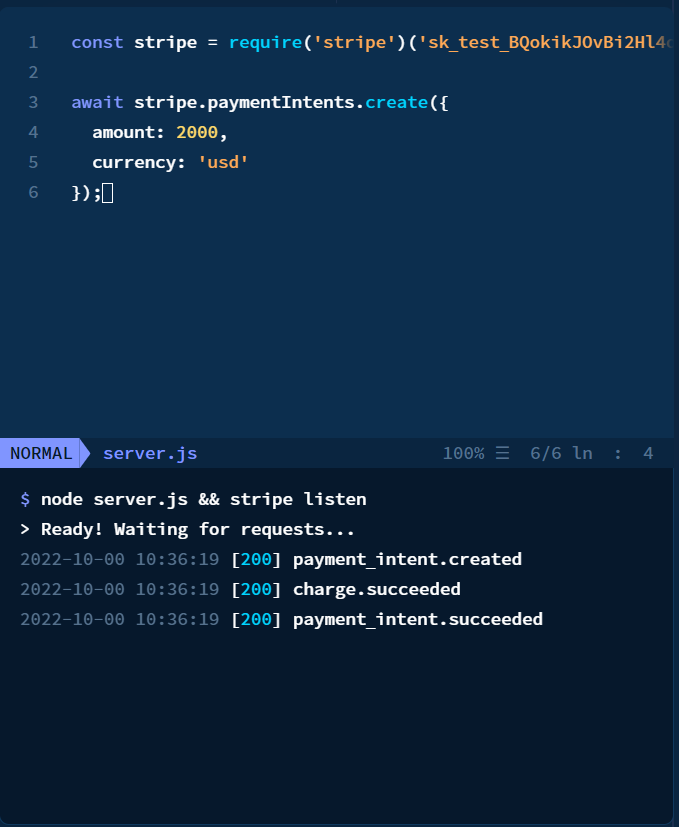 1 const stripe = require('stripe')('sk_test_BQokikJOvBi2Hl4
2
3 await stripe.paymentIntents.create({
4 amount: 2000,
5 currency: 'usd'
6 });
NORMAL server.js 100% ☰ 6/6 ln : 4
$ node server.js && stripe listen
> Ready! Waiting for requests...
2022-10-00 10:36:19 [200] payment_intent.created
2022-10-00 10:36:19 [200] charge.succeeded
2022-10-00 10:36:19 [200] payment_intent.succeeded